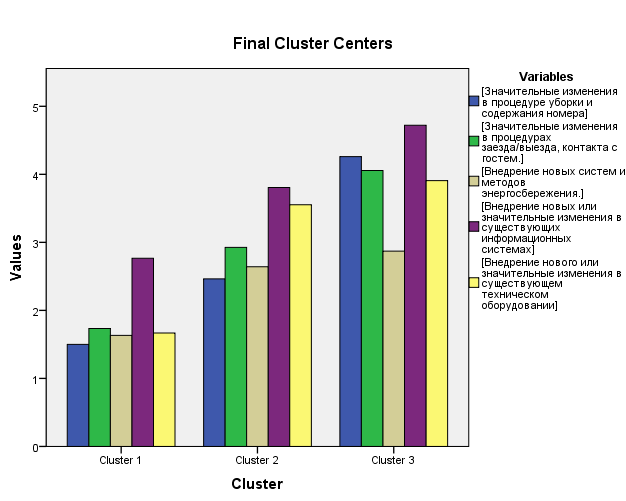 Final Cluster Centers
Variables
[Значительные изменения
в процедуре уборки и
содержания номера]
[Значительные изменения
в процедурах
заезда/выезда, контакта с
гостем.]
[Внедрение новых систем и
методов
энергосбережения.]
[Внедрение новых или
значительные изменения в
существующих
информационных
системах]
[Внедрение нового или
значительные изменения в
существующем
техническом
оборудовании]
Values
5
4
3
2
1
0
Cluster 1
Cluster 2
Cluster 3
Cluster